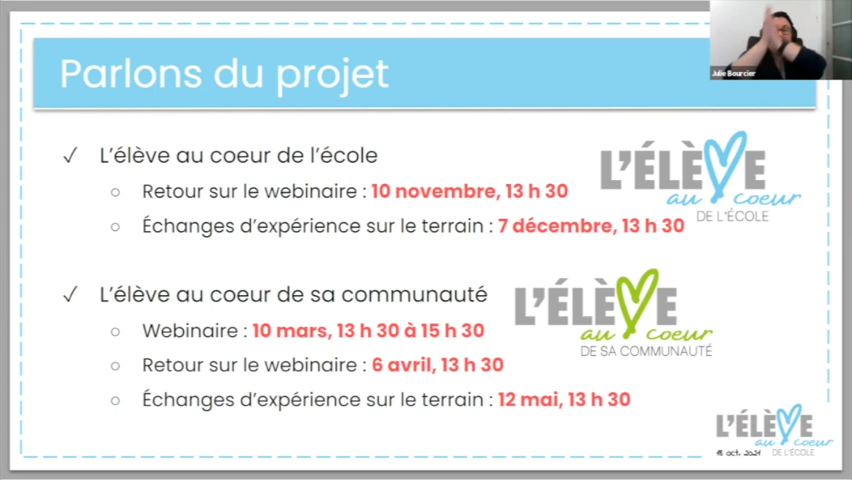 Parlons du projet
Julie Bourcier
✓ L'élève au coeur de l'école
○ Retour sur le webinaire : 10 novembre, 13 h 30
○ Échanges d'expérience sur le terrain : 7 décembre, 13 h 30
L'ÉLÈVE
au coeur
DE L'ÉCOLE
✓ L'élève au coeur de sa communauté
○ Webinaire : 10 mars, 13 h 30 à 15 h 30
○ Retour sur le webinaire : 6 avril, 13 h 30
○ Échanges d'expérience sur le terrain : 12 mai, 13 h 30
L'ÉLÈVE
au coeur
DE SA COMMUNAUTÉ
L'ÉLÈVE
au coeur
DE L'ÉCOLE
oct. 2021